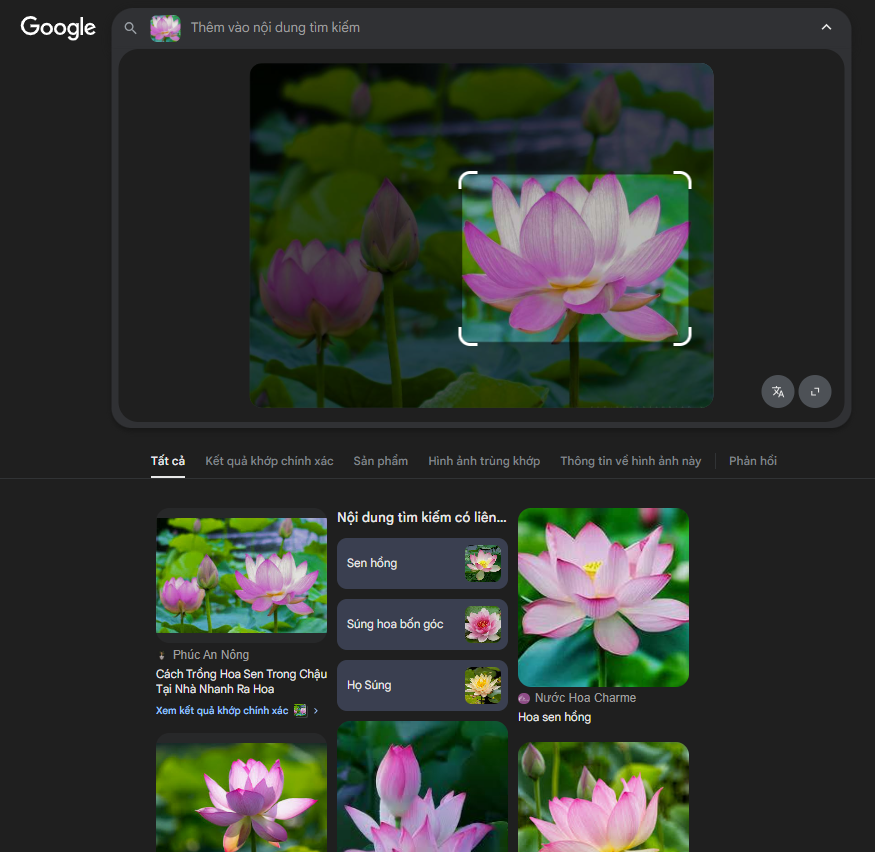 Google
Thêm vào nội dung tìm kiếm
Tất cả
Kết quả khớp chính xác
Sản phẩm
Hình ảnh trùng khớp
Thông tin về hình ảnh này
Phản hồi
Phúc An Nông
Cách Trồng Hoa Sen Trong Chậu
Tại Nhà Nhanh Ra Hoa
Xem kết quả khớp chính xác
Nội dung tìm kiếm có liên...
Sen hồng
Súng hoa bốn góc
Họ Súng
Nước Hoa Charme
Hoa sen hồng